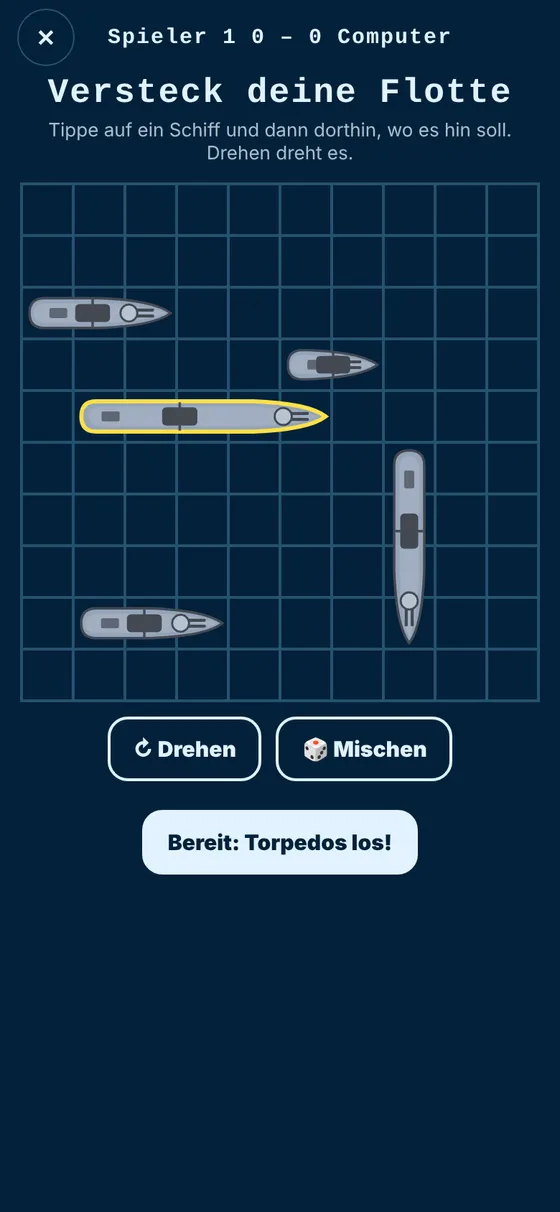 Spieler 1 0 – 0 Computer
Versteck deine Flotte
Tippe auf ein Schiff und dann dorthin, wo es hin soll.
Drehen dreht es.
↻ Drehen
🎲 Mischen
Bereit: Torpedos los!